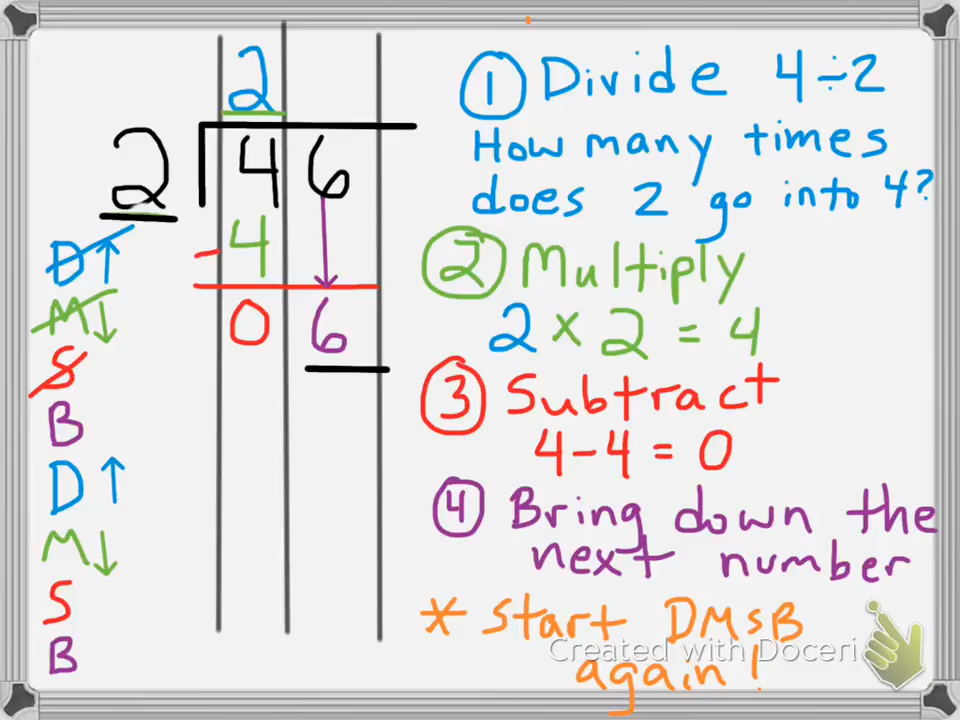 2
2 4 6
- 4
0 6
D ↑
M ↓
S
B
D ↑
M ↓
S
B
① Divide 4÷2
How many times
does 2 go into 4?
② Multiply
2 × 2 = 4
③ Subtract
4-4 = 0
④ Bring down the
next number
* Start DMSB
again!
Created with Doceri